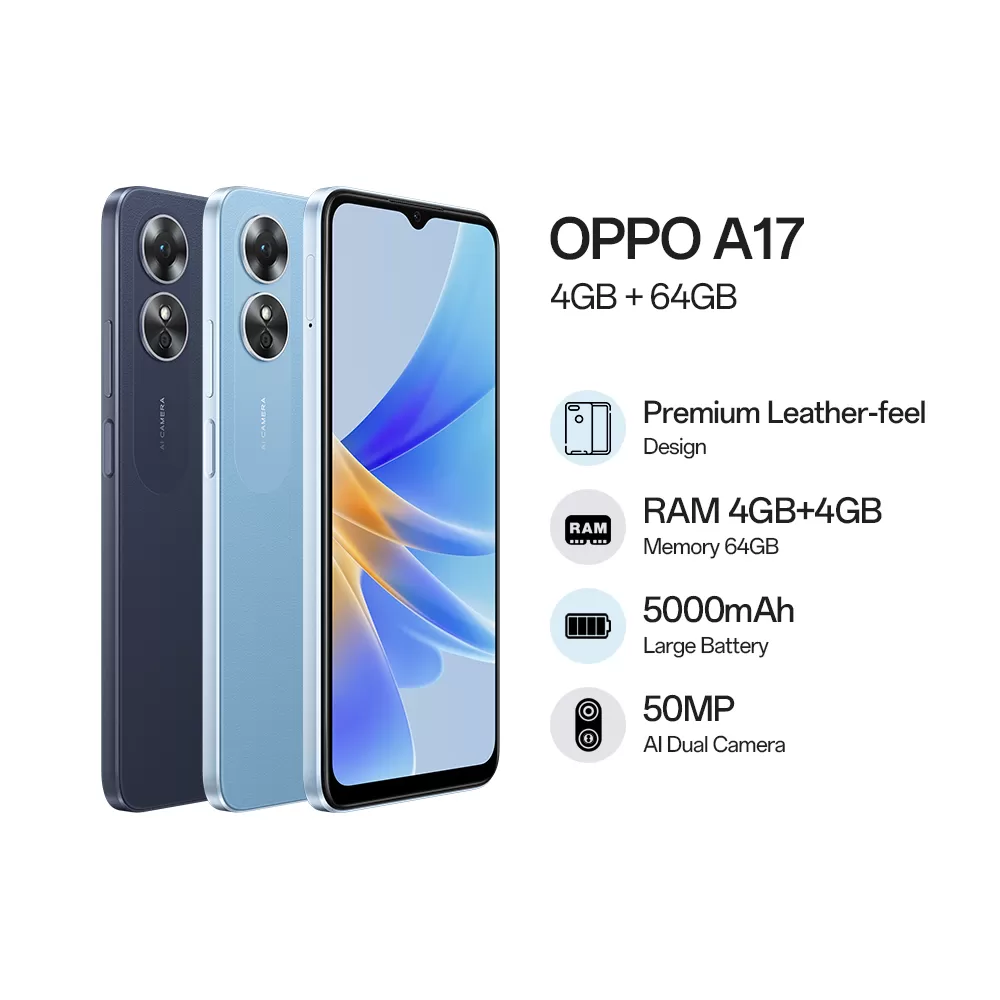 OPPO A17
4GB + 64GB
Premium Leather-feel
Design
RAM
RAM 4GB+4GB
Memory 64GB
5000mAh
Large Battery
50MP
AI Dual Camera
AI CAMERA
AI CAMERA